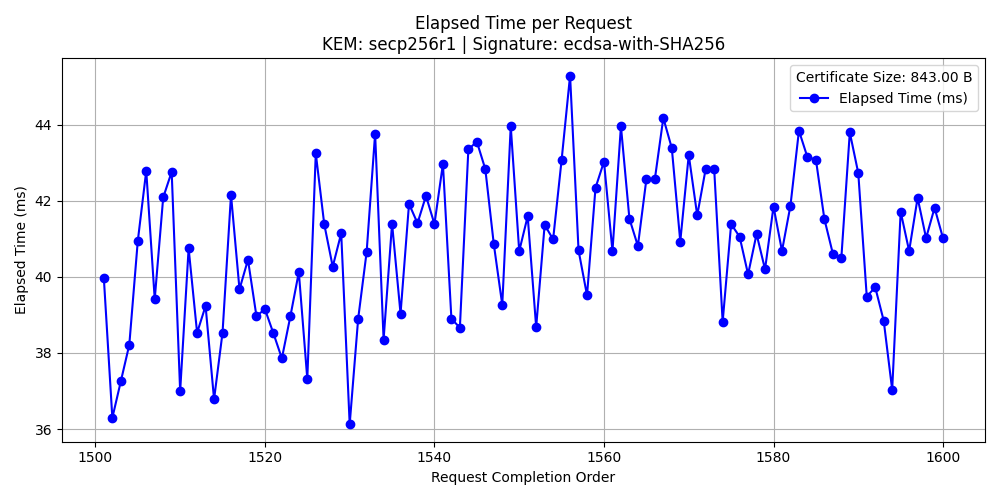 Elapsed Time per Request
KEM: secp256r1 | Signature: ecdsa-with-SHA256
Certificate Size: 843.00 B
Elapsed Time (ms)
Elapsed Time (ms)
44
42
40
38
36
1500
1520
1540
1560
1580
1600
Request Completion Order